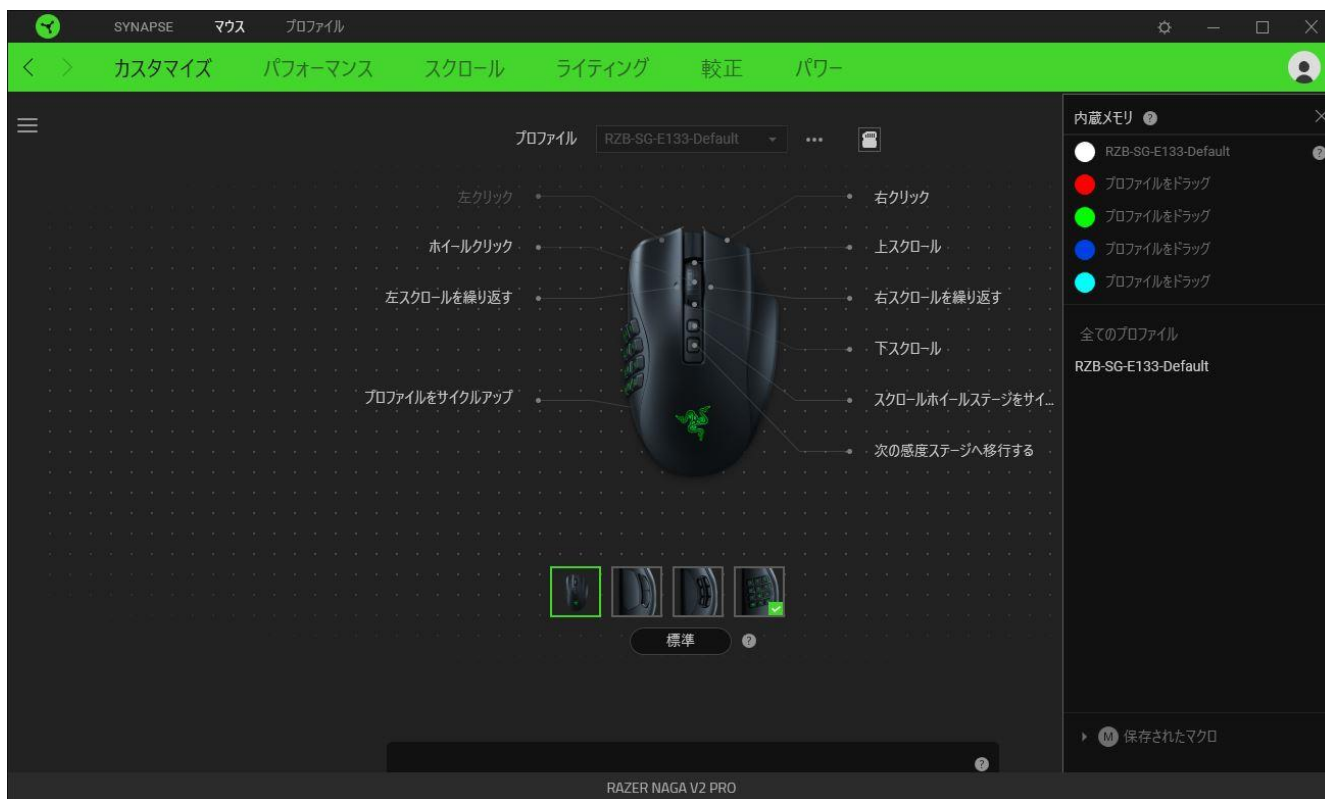 SYNAPSE マウス プロファイル
カスタマイズ パフォーマンス スクロール ライティング 較正 パワー
プロファイル RZB-SG-E133-Default
左クリック
ホイールクリック
左スクロールを繰り返す
プロファイルをサイクルアップ
右クリック
上スクロール
右スクロールを繰り返す
下スクロール
スクロールホイールステージをサイ...
次の感度ステージへ移行する
標準 ?
?
内蔵メモリ ?
RZB-SG-E133-Default ?
プロファイルをドラッグ
プロファイルをドラッグ
プロファイルをドラッグ
プロファイルをドラッグ
全てのプロファイル
RZB-SG-E133-Default
M 保存されたマクロ
RAZER NAGA V2 PRO